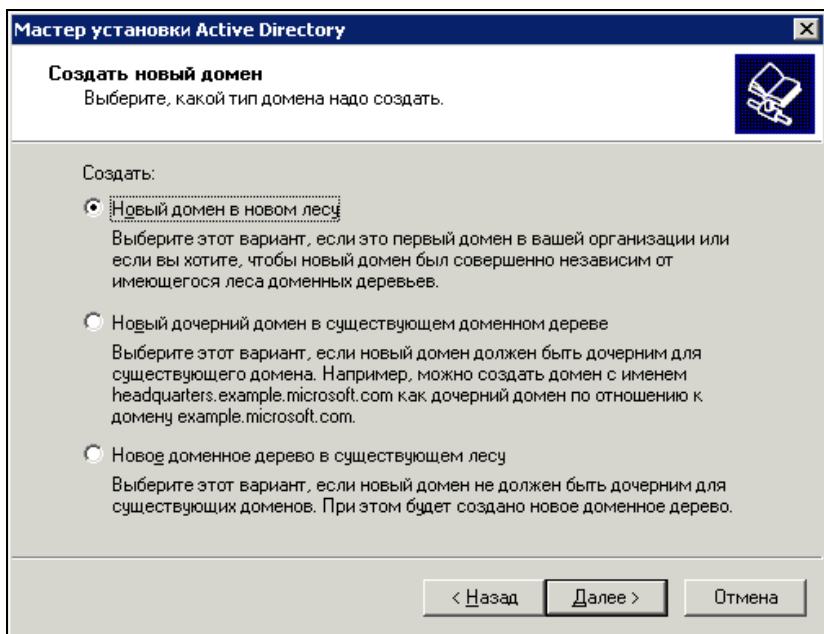 Мастер установки Active Directory
Создать новый домен
Выберите, какой тип домена надо создать.
Создать:
Новый домен в новом лесу
Выберите этот вариант, если это первый домен в вашей организации или
если вы хотите, чтобы новый домен был совершенно независим от
имеющегося леса доменных деревьев.
Новый дочерний домен в существующем доменном дереве
Выберите этот вариант, если новый домен должен быть дочерним для
существующего домена. Например, можно создать домен с именем
headquarters.example.microsoft.com как дочерний домен по отношению к
домену example.microsoft.com.
Новое доменное дерево в существующем лесу
Выберите этот вариант, если новый домен не должен быть дочерним для
существующих доменов. При этом будет создано новое доменное дерево.
< Назад Далее > Отмена